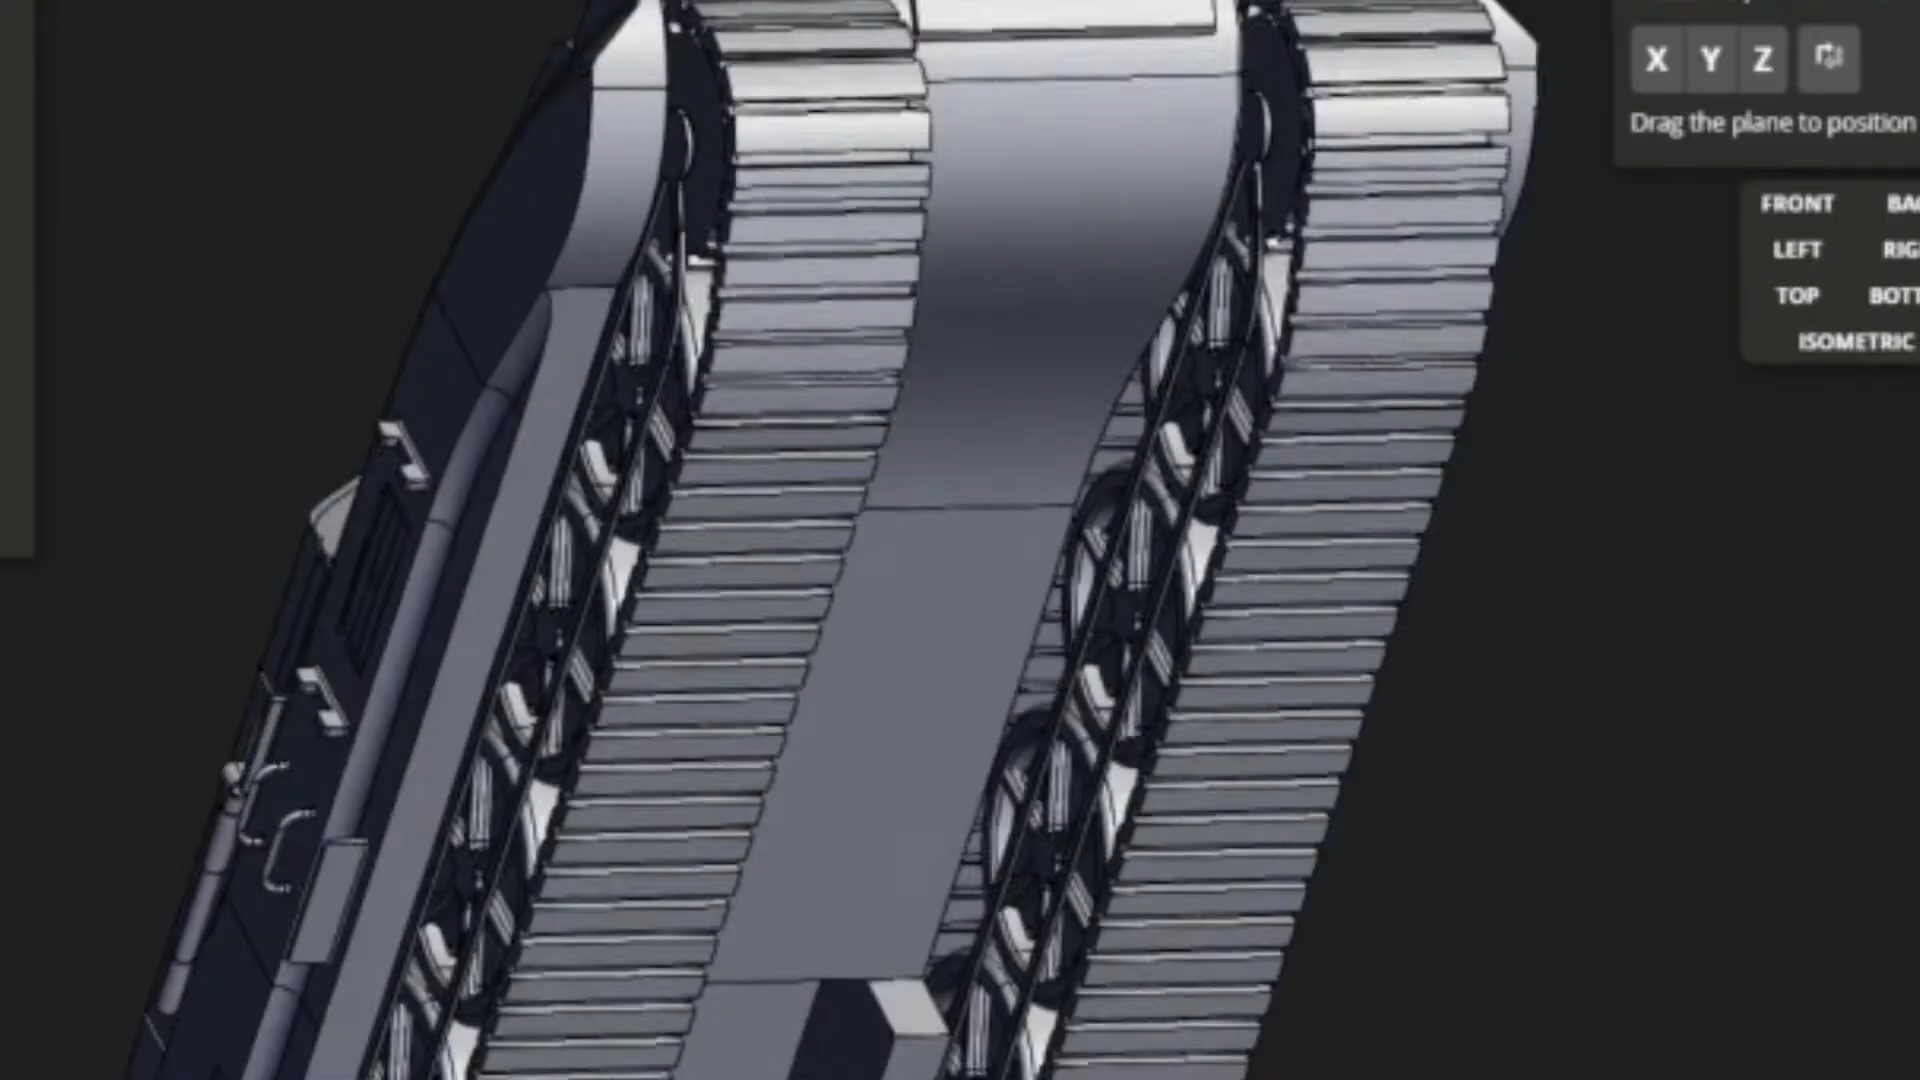 X Y Z
Drag the plane to position
FRONT
LEFT
TOP
ISOMETRIC